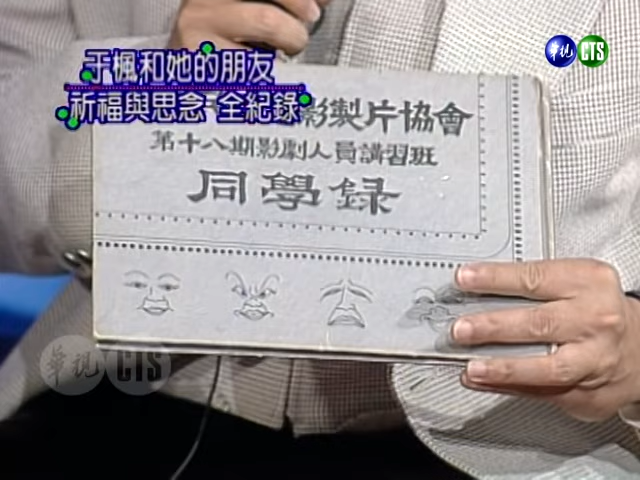 于楓和她的朋友
祈福與思念 全紀錄
華視 CTS
影製片協會
第十八期影劇人員講習班
同學錄
華視 CTS